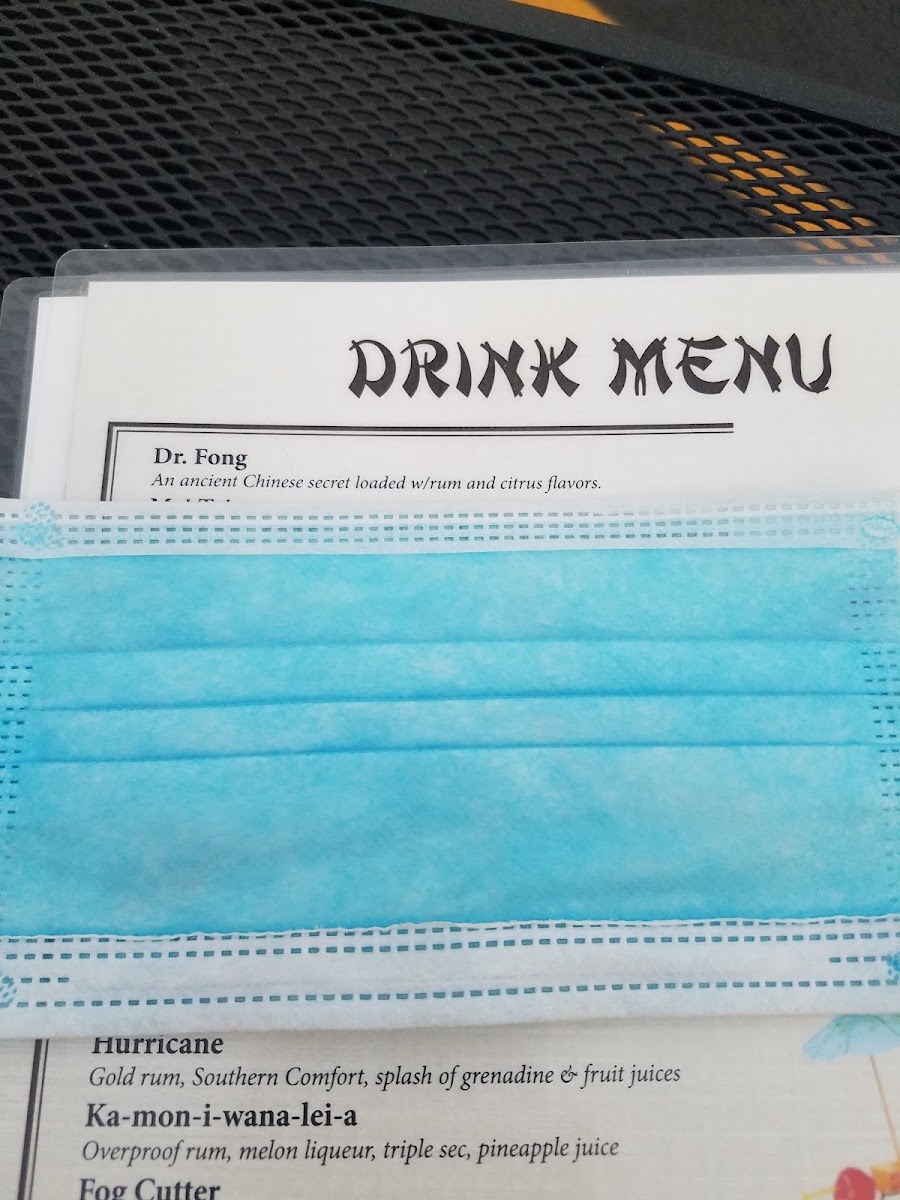 DRINK MENU
Dr. Fong
An ancient Chinese secret loaded w/rum and citrus flavors.
Hurricane
Gold rum, Southern Comfort, splash of grenadine & fruit juices
Ka-mon-i-wana-lei-a
Overproof rum, melon liqueur, triple sec, pineapple juice
Fog Cutter